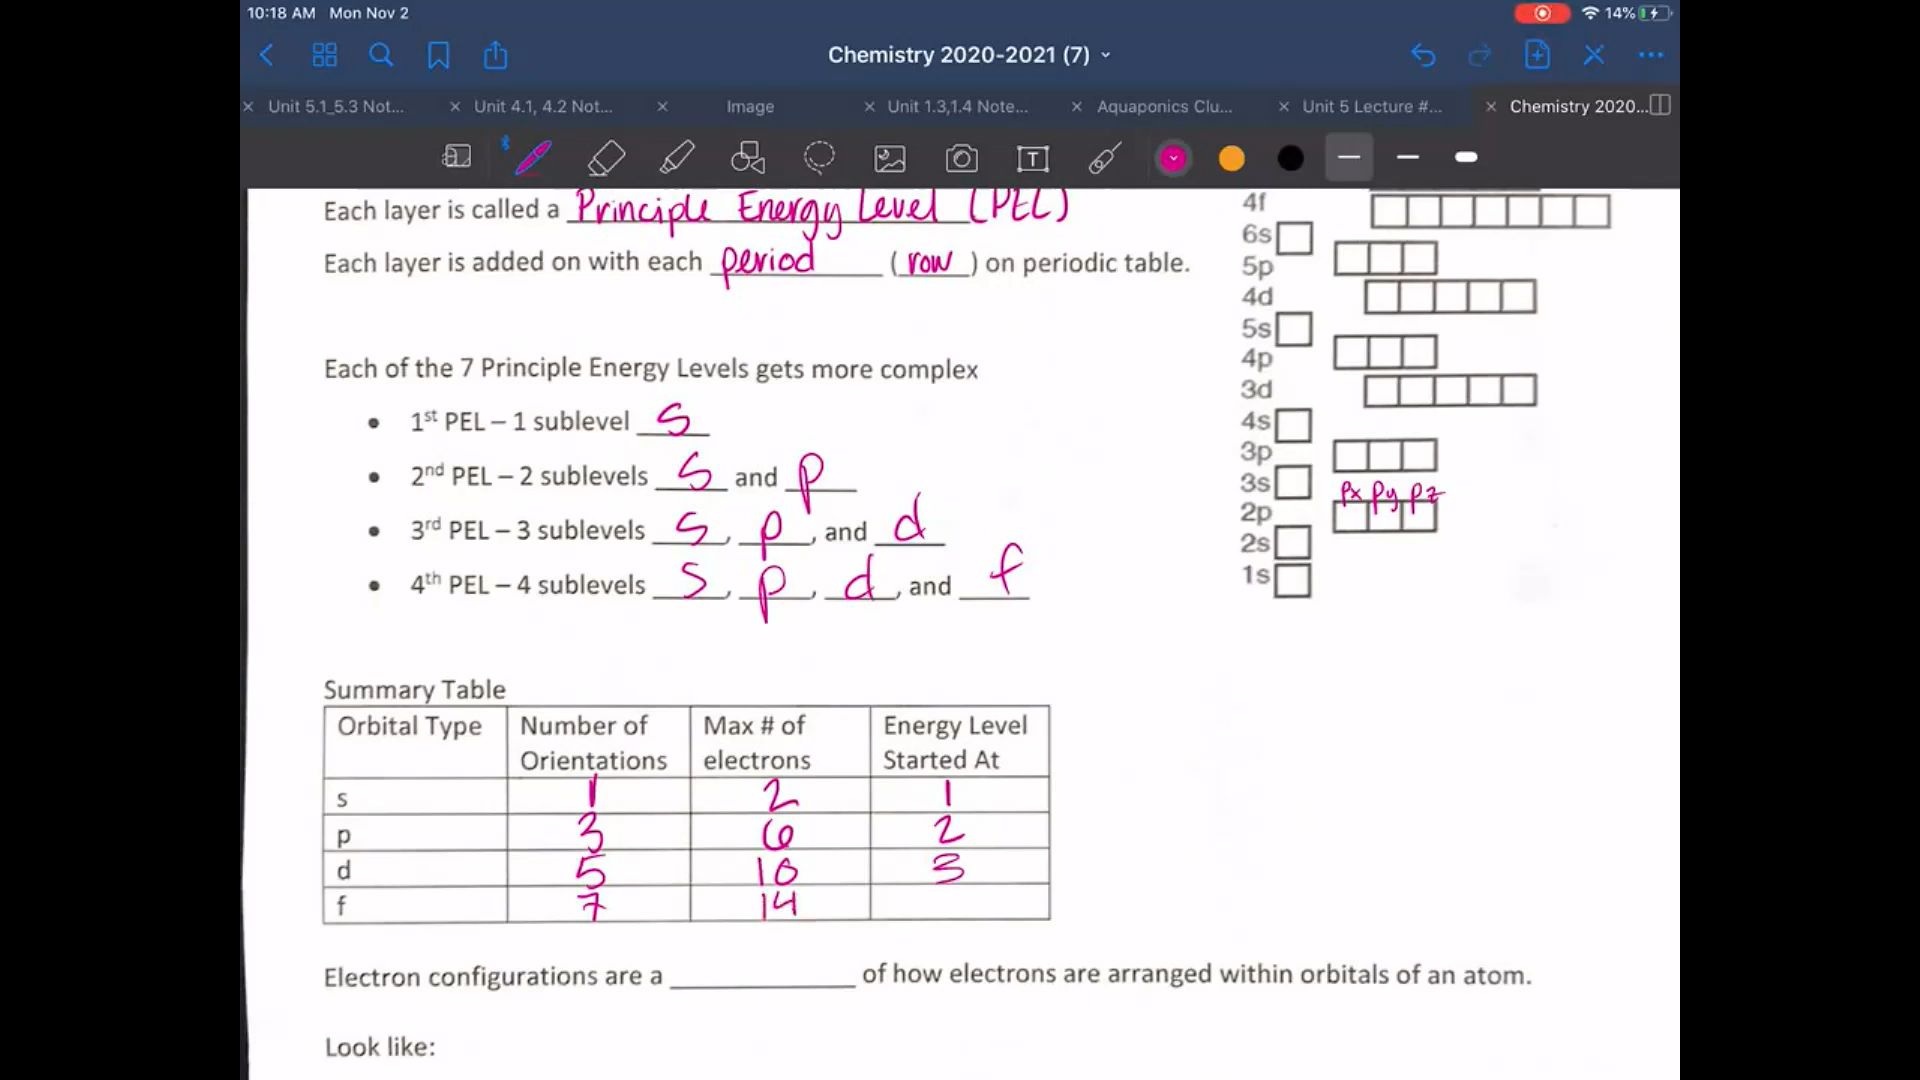 10:18 AM Mon Nov 2
14%
Chemistry 2020-2021 (7)
Unit 5.1_5.3 Not...
Unit 4.1, 4.2 Not...
Image
Unit 1.3,1.4 Note...
Aquaponics Clu...
Unit 5 Lecture #...
Chemistry 2020...
T
Each layer is called a Principle Energy Level (PEL)
Each layer is added on with each period (row) on periodic table.
Each of the 7 Principle Energy Levels gets more complex
• 1st PEL – 1 sublevel s
• 2nd PEL – 2 sublevels s and p
• 3rd PEL – 3 sublevels s, p, and d
• 4th PEL – 4 sublevels s, p, d, and f
4f
6s
5p
4d
5s
4p
3d
4s
3p
3s
px py pz
2p
2s
1s
Summary Table
Orbital Type Number of Orientations Max # of electrons Energy Level Started At
s 1 2 1
p 3 6 2
d 5 10 3
f 7 14
Electron configurations are a ____________ of how electrons are arranged within orbitals of an atom.
Look like: